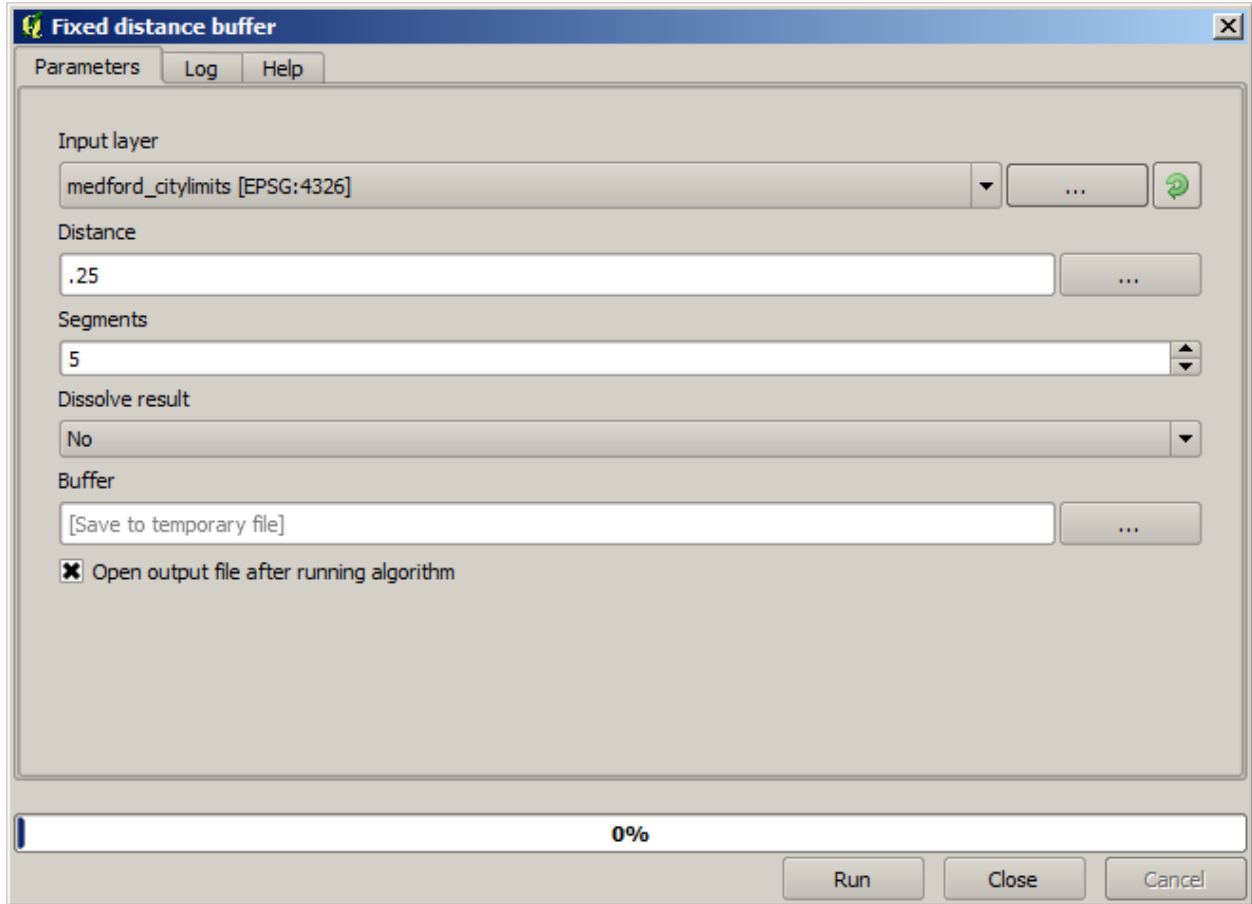 Fixed distance buffer
Parameters Log Help
Input layer
medford_citylimits [EPSG:4326] ...
Distance
.25 ...
Segments
5
Dissolve result
No
Buffer
[Save to temporary file] ...
Open output file after running algorithm
0%
Run Close Cancel